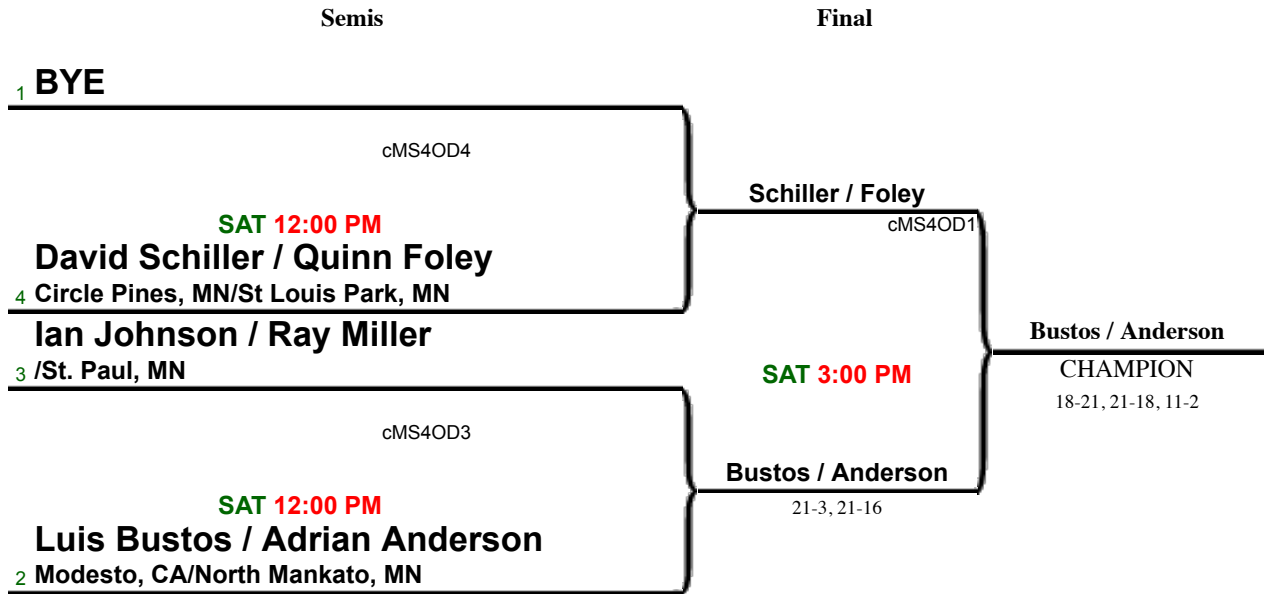 Semis
Final
1 BYE
cMS4OD4
SAT 12:00 PM
David Schiller / Quinn Foley
4 Circle Pines, MN/St Louis Park, MN
Schiller / Foley
cMS4OD1
Ian Johnson / Ray Miller
3 /St. Paul, MN
cMS4OD3
SAT 12:00 PM
Luis Bustos / Adrian Anderson
2 Modesto, CA/North Mankato, MN
SAT 3:00 PM
Bustos / Anderson
21-3, 21-16
Bustos / Anderson
CHAMPION
18-21, 21-18, 11-2